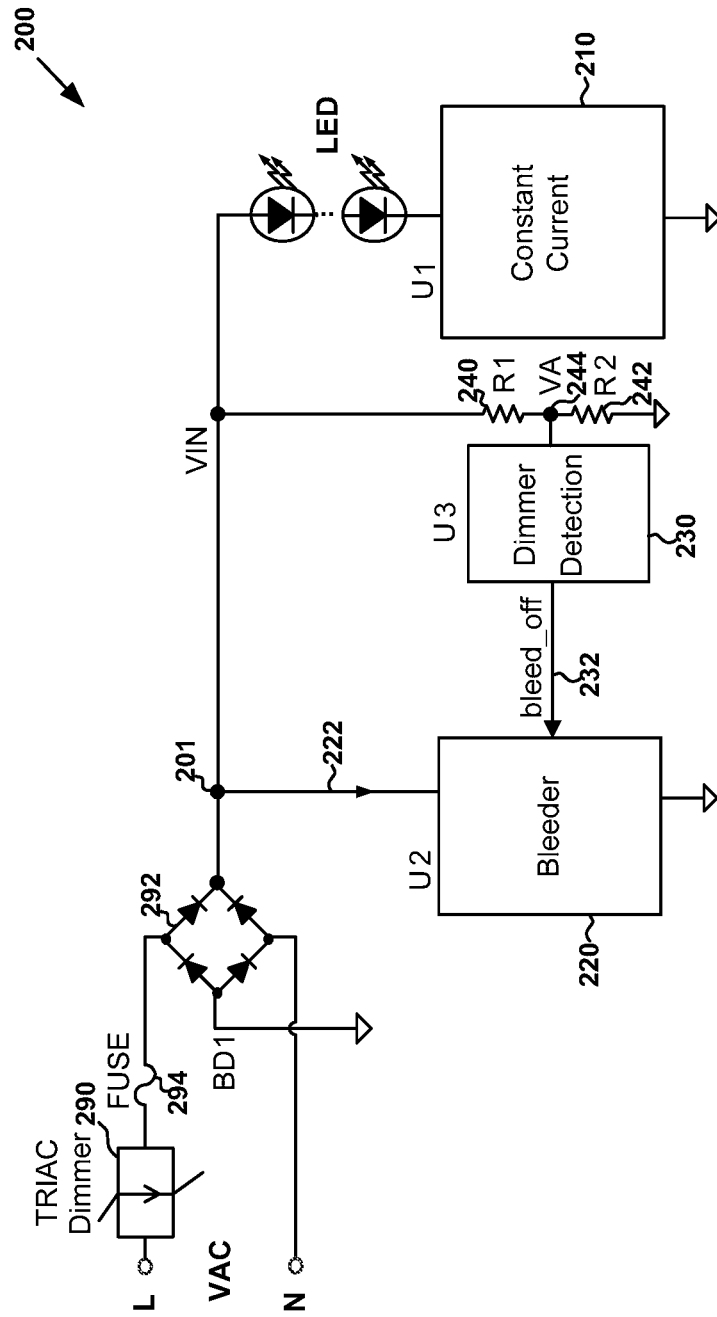 200
TRIAC
Dimmer
290
FUSE
294
L
VAC
N
BD1
292
201
VIN
222
LED
U2
Bleeder
220
bleed_off
232
U3
Dimmer
Detection
230
240
R1
VA
244
R2
242
U1
Constant
Current
210